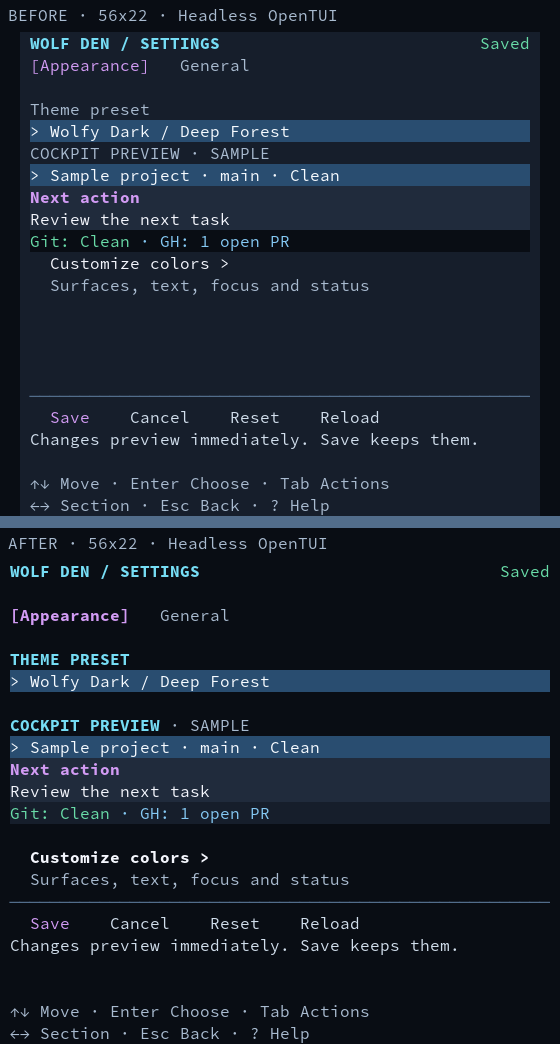 BEFORE · 56x22 · Headless OpenTUI
WOLF DEN / SETTINGS Saved
[Appearance] General
Theme preset
> Wolfy Dark / Deep Forest
COCKPIT PREVIEW · SAMPLE
> Sample project · main · Clean
Next action
Review the next task
Git: Clean · GH: 1 open PR
Customize colors >
Surfaces, text, focus and status
Save Cancel Reset Reload
Changes preview immediately. Save keeps them.
↑↓ Move · Enter Choose · Tab Actions
←→ Section · Esc Back · ? Help
AFTER · 56x22 · Headless OpenTUI
WOLF DEN / SETTINGS Saved
[Appearance] General
THEME PRESET
> Wolfy Dark / Deep Forest
COCKPIT PREVIEW · SAMPLE
> Sample project · main · Clean
Next action
Review the next task
Git: Clean · GH: 1 open PR
Customize colors >
Surfaces, text, focus and status
Save Cancel Reset Reload
Changes preview immediately. Save keeps them.
↑↓ Move · Enter Choose · Tab Actions
←→ Section · Esc Back · ? Help